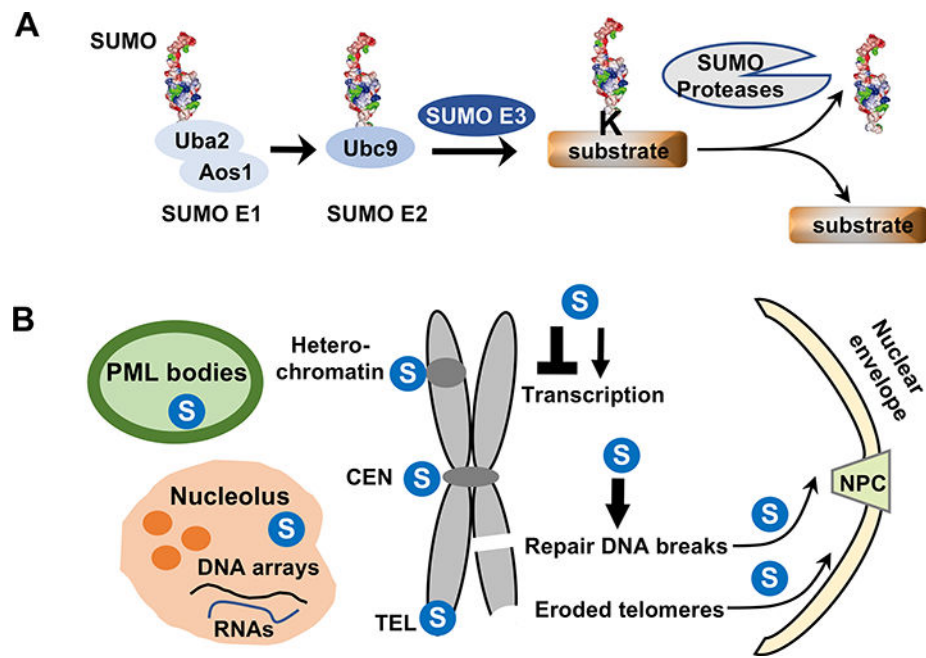 A
SUMO
Uba2
Aos1
SUMO E1
Ubc9
SUMO E2
SUMO E3
K
substrate
SUMO
Proteases
substrate
B
PML bodies
S
Nucleolus
S
DNA arrays
RNAs
Hetero-
chromatin
S
CEN
S
TEL
S
S
Transcription
S
Repair DNA breaks
S
Eroded telomeres
S
Nuclear
envelope
NPC